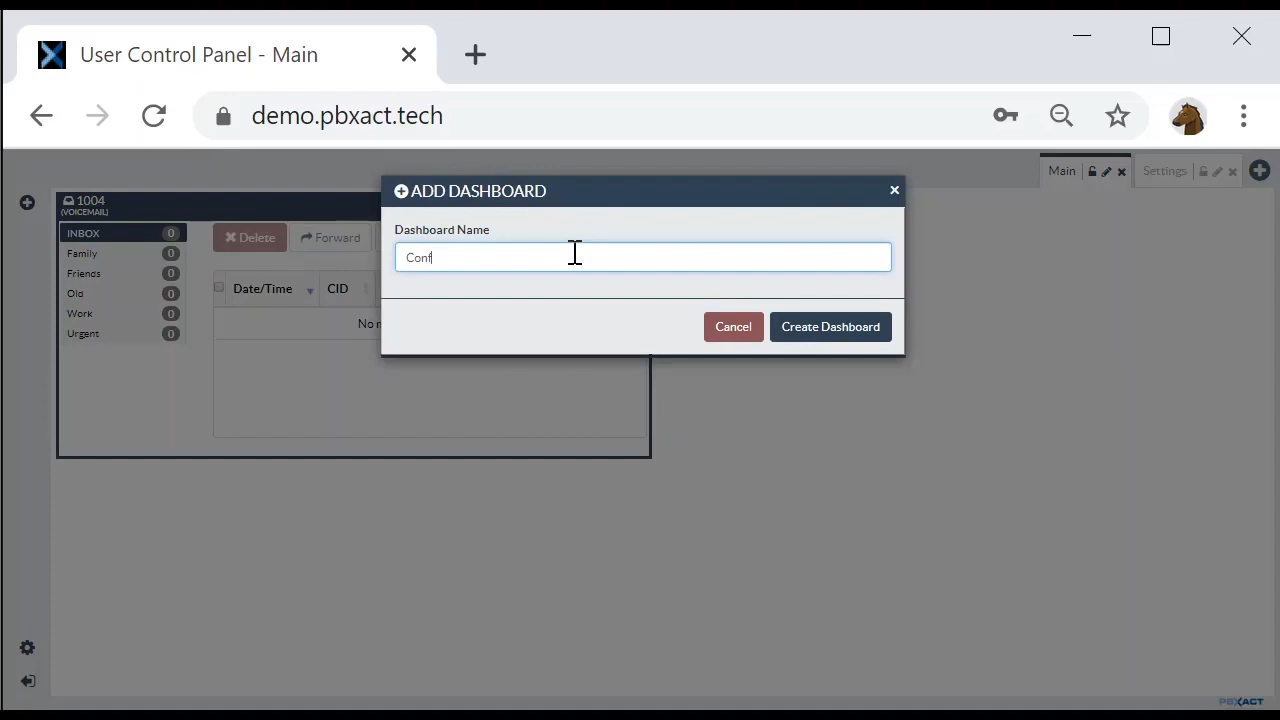 User Control Panel - Main
demo.pbxact.tech
Main
Settings
1004
(VOICEMAIL)
INBOX 0
Family 0
Friends 0
Old 0
Work 0
Urgent 0
Delete
Forward
Date/Time
CID
No
ADD DASHBOARD
Dashboard Name
Conf
Cancel
Create Dashboard
PBXACT